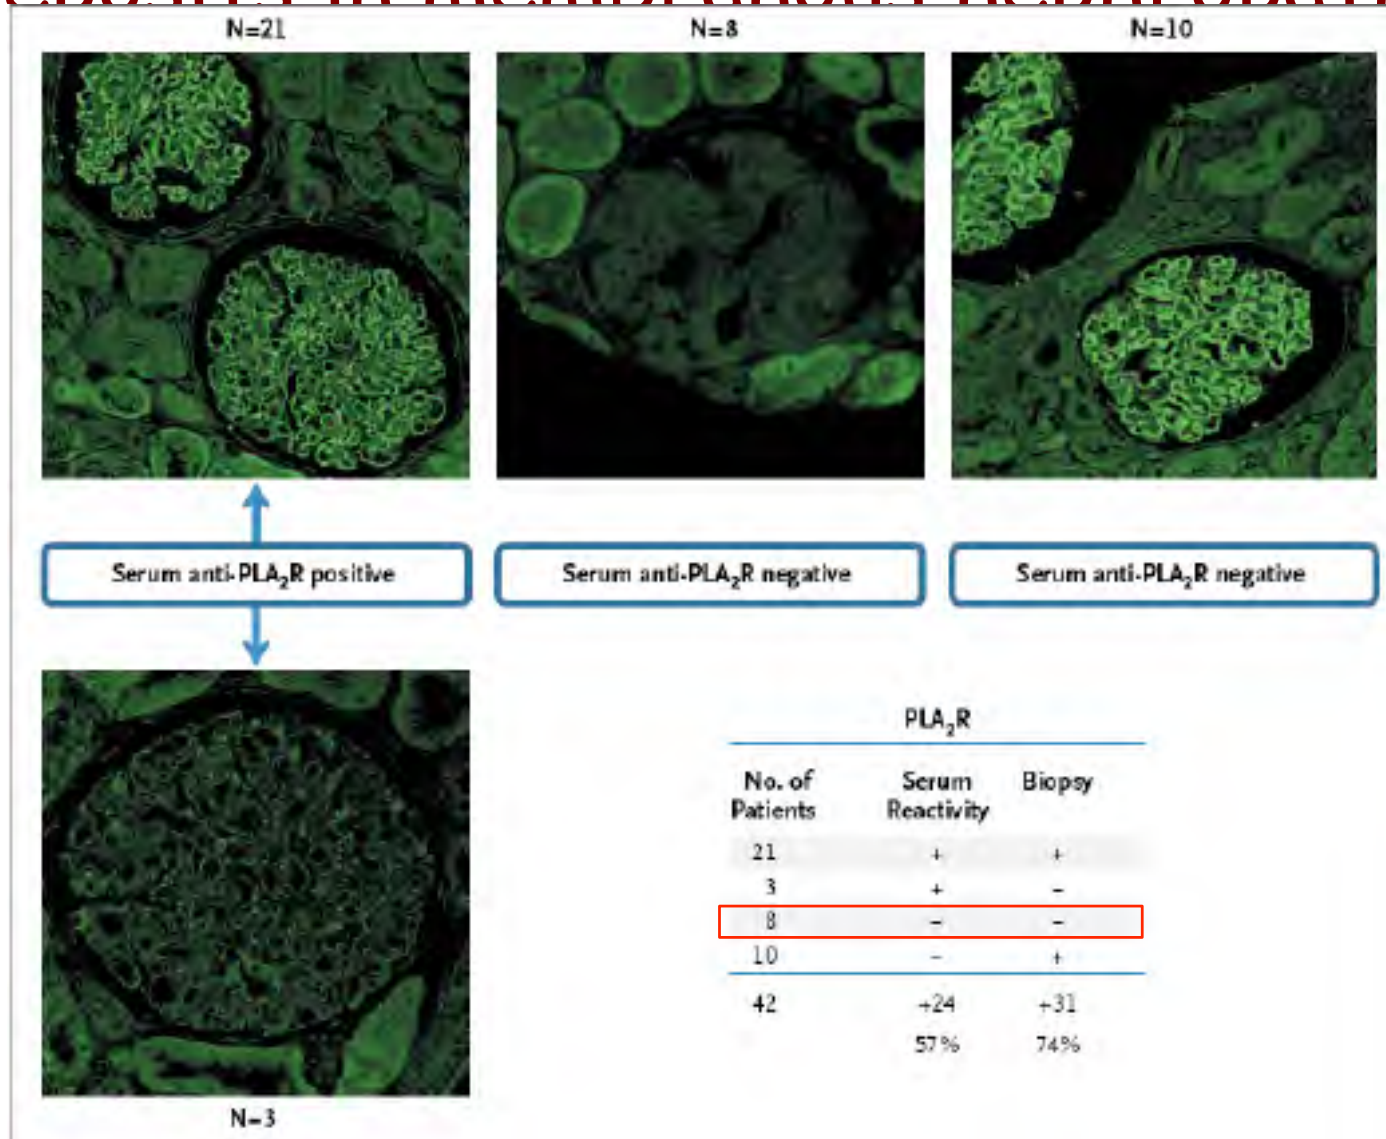 N=21
N=8
N=10
Serum anti-PLA₂R positive
Serum anti-PLA₂R negative
Serum anti-PLA₂R negative
N=3
PLA₂R
No. of Patients Serum Reactivity Biopsy
21 + +
3 + –
8 – –
10 – +
42 +24 +31
57% 74%